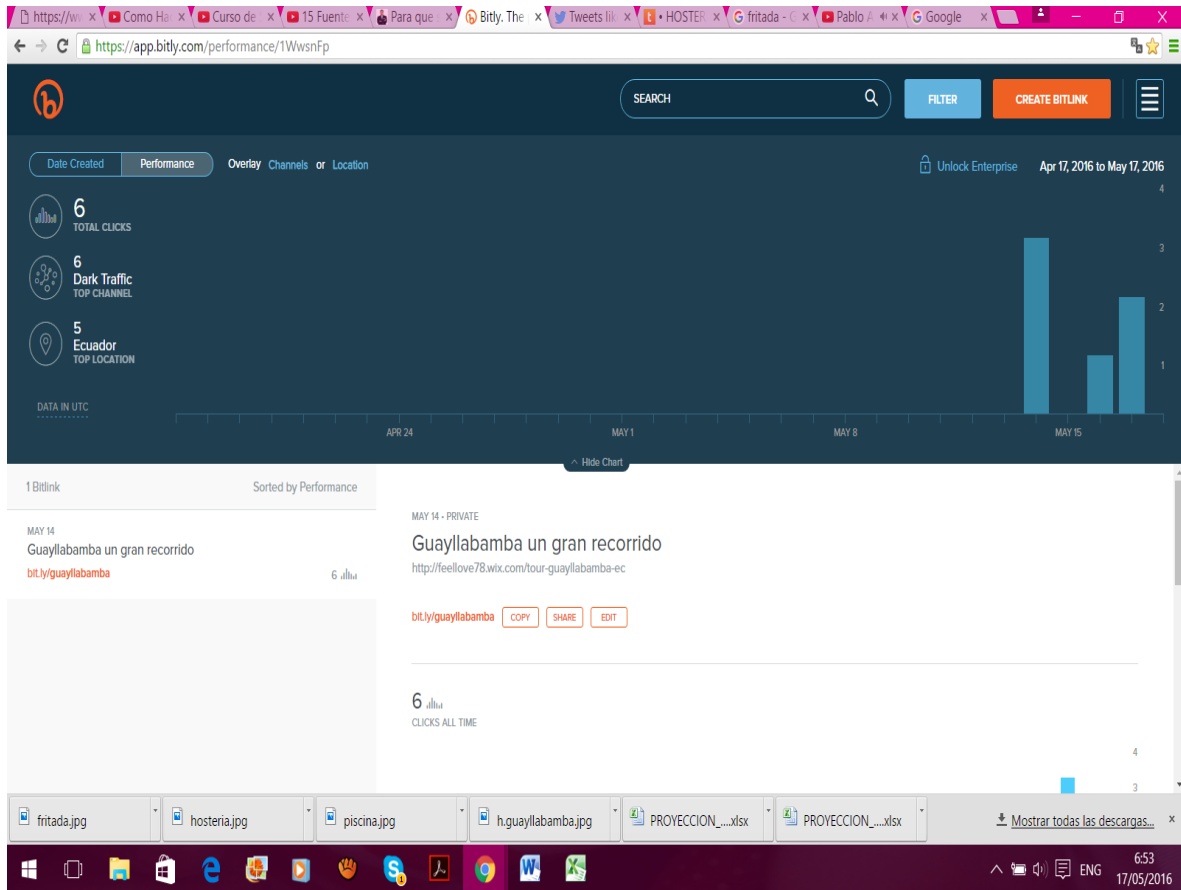 https://w
Como Ha
Curso de
15 Fuente
Para que
Bitly. The
Tweets lik
• HOSTER
fritada - G
Pablo A
Google
https://app.bitly.com/performance/1WwsnFp
SEARCH
FILTER
CREATE BITLINK
Date Created
Performance
Overlay Channels or Location
Unlock Enterprise
Apr 17, 2016 to May 17, 2016
6
TOTAL CLICKS
6
Dark Traffic
TOP CHANNEL
5
Ecuador
TOP LOCATION
4
3
2
1
DATA IN UTC
APR 24
MAY 1
MAY 8
MAY 15
Hide Chart
1 Bitlink
Sorted by Performance
MAY 14
Guayllabamba un gran recorrido
bit.ly/guayllabamba
6
MAY 14 • PRIVATE
Guayllabamba un gran recorrido
http://feellove78.wix.com/tour-guayllabamba-ec
bit.ly/guayllabamba
COPY
SHARE
EDIT
6
CLICKS ALL TIME
4
3
fritada.jpg
hosteria.jpg
piscina.jpg
h.guayllabamba.jpg
PROYECCION_....xlsx
PROYECCION_....xlsx
Mostrar todas las descargas...
ENG
6:53
17/05/2016